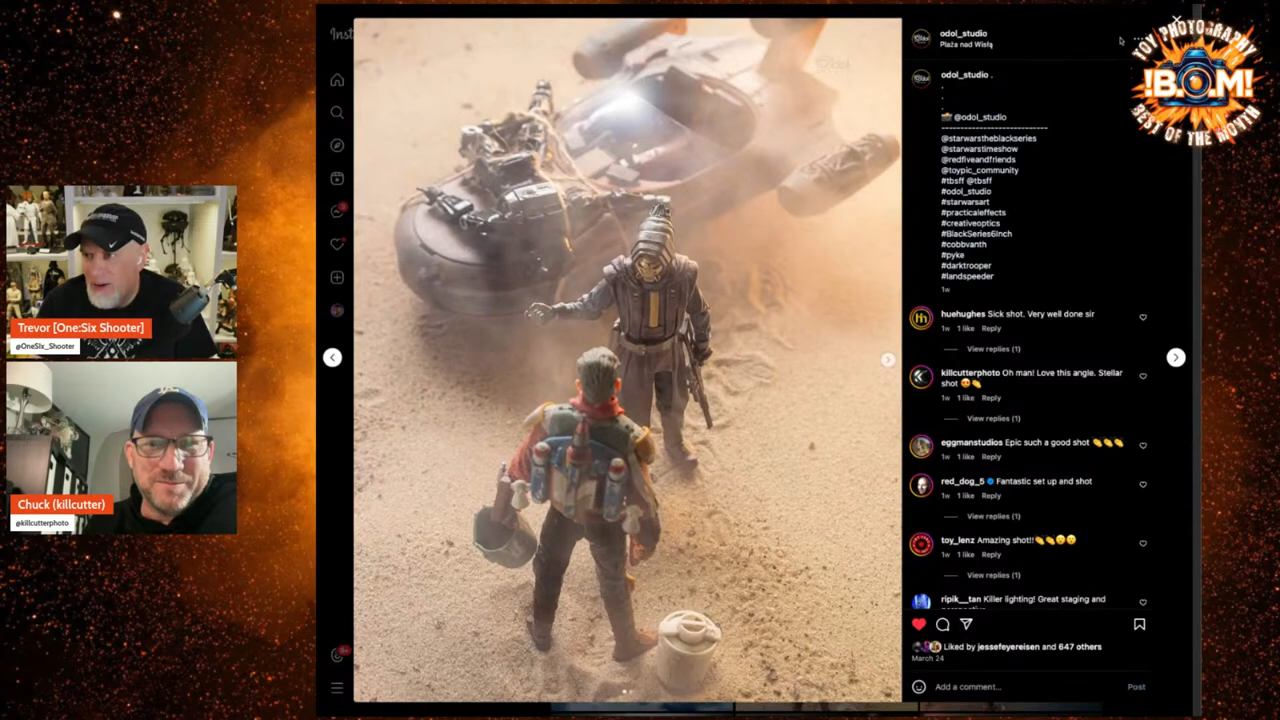 Inst
odol_studio
Plaża nad Wisłą
odol_studio .
.
.
.
📸 @odol_studio
----------------------------
@starwarstheblackseries
@starwarstimeshow
@redfiveandfriends
@toypic_community
#tbsff @tbsff
#odol_studio
#starwarsart
#practicaleffects
#creativeoptics
#BlackSeries6Inch
#cobbvanth
#pyke
#darktrooper
#landspeeder
1w
huehughes Sick shot. Very well done sir
1w 1 like Reply
View replies (1)
killcutterphoto Oh man! Love this angle. Stellar
shot 😍👏
1w 1 like Reply
View replies (1)
eggmanstudios Epic such a good shot 👏👏👏
1w 1 like Reply
red_dog_5 Fantastic set up and shot
1w 1 like Reply
View replies (1)
toy_lenz Amazing shot!!👏👏😮😮
1w 1 like Reply
View replies (1)
ripik__tan Killer lighting! Great staging and
Liked by jessefeyereisen and 647 others
March 24
Add a comment...
Post
TOY PHOTOGRAPHY
!B.O.M!
BEST OF THE MONTH
Trevor [One:Six Shooter]
@OneSix_Shooter
Chuck (killcutter)
@killcutterphoto